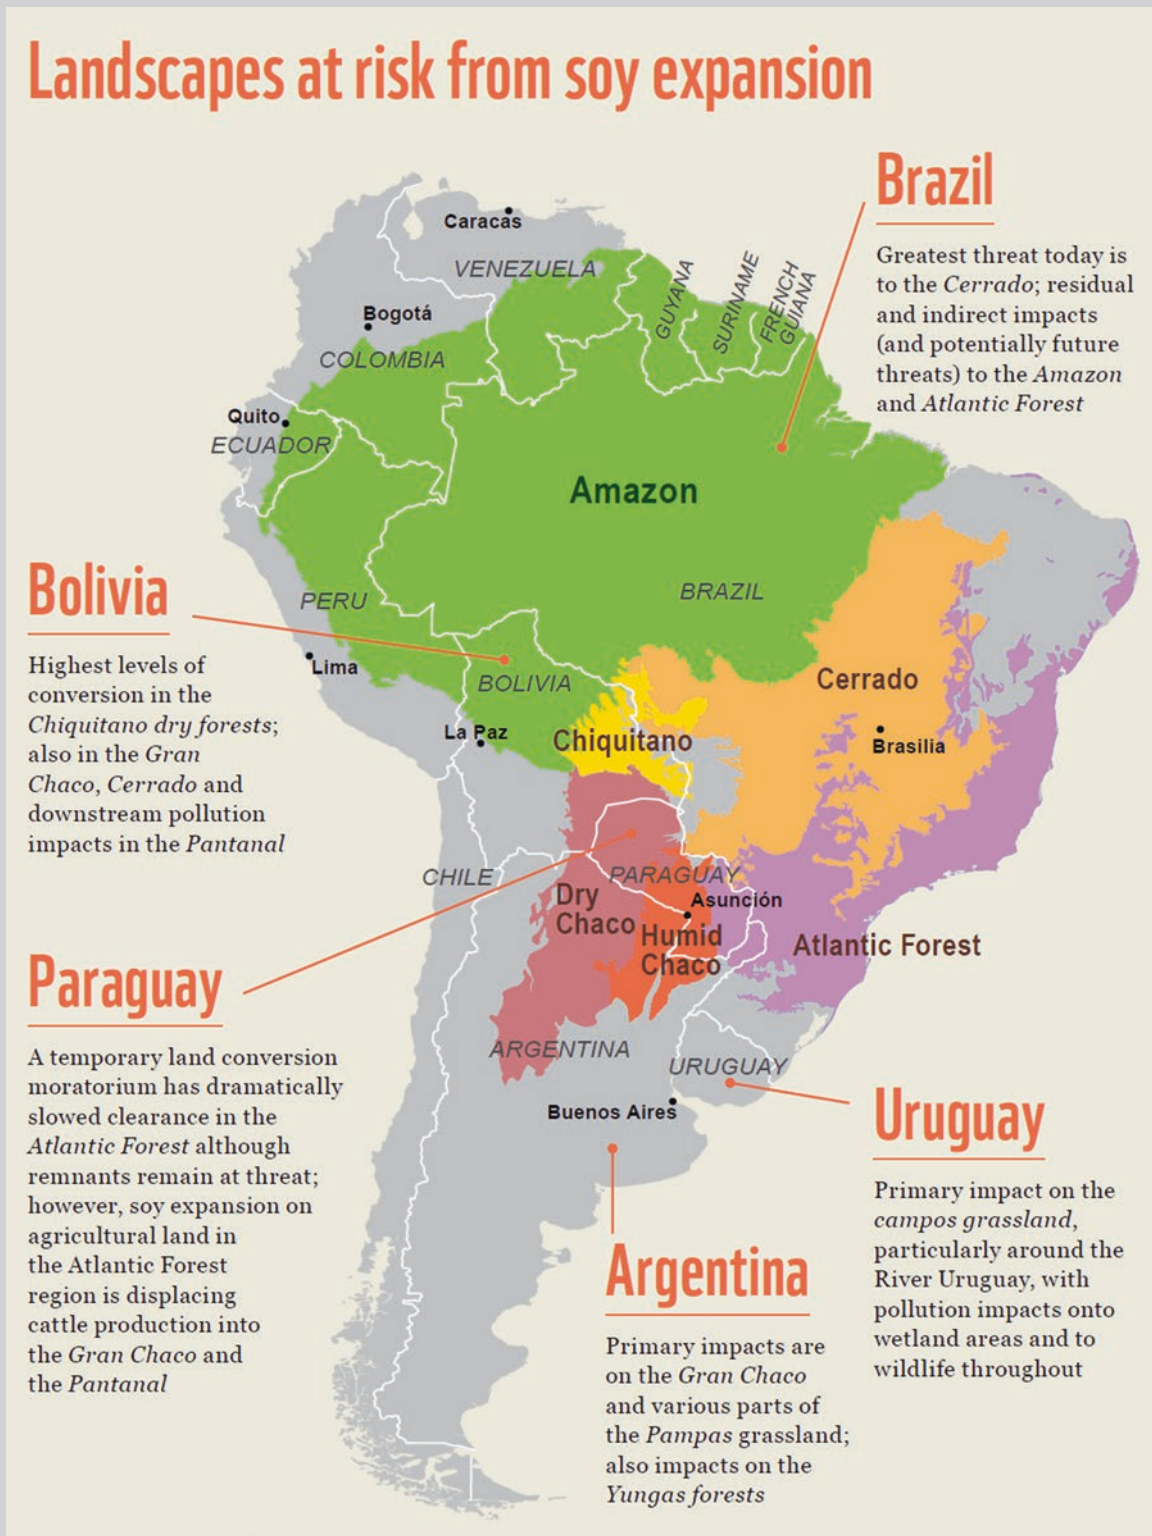 Landscapes at risk from soy expansion
Brazil
Greatest threat today is
to the Cerrado; residual
and indirect impacts
(and potentially future
threats) to the Amazon
and Atlantic Forest
Caracas
VENEZUELA
GUYANA
SURINAME
FRENCH
GUIANA
Bogotá
COLOMBIA
Quito
ECUADOR
Amazon
Bolivia
Highest levels of
conversion in the
Chiquitano dry forests;
also in the Gran
Chaco, Cerrado and
downstream pollution
impacts in the Pantanal
PERU
BRAZIL
Lima
BOLIVIA
Cerrado
La Paz
Chiquitano
Brasilia
CHILE
PARAGUAY
Dry
Chaco
Asunción
Humid
Chaco
Atlantic Forest
Paraguay
A temporary land conversion
moratorium has dramatically
slowed clearance in the
Atlantic Forest although
remnants remain at threat;
however, soy expansion on
agricultural land in
the Atlantic Forest
region is displacing
cattle production into
the Gran Chaco and
the Pantanal
ARGENTINA
URUGUAY
Buenos Aires
Uruguay
Primary impact on the
campos grassland,
particularly around the
River Uruguay, with
pollution impacts onto
wetland areas and to
wildlife throughout
Argentina
Primary impacts are
on the Gran Chaco
and various parts of
the Pampas grassland;
also impacts on the
Yungas forests